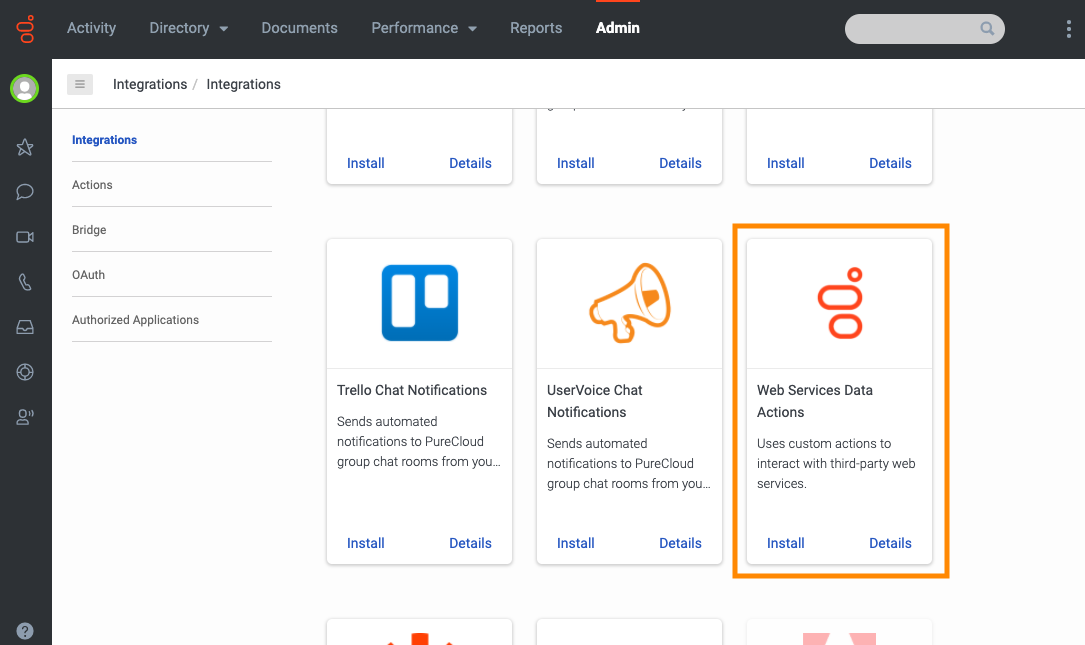 Activity Directory Documents Performance Reports Admin
Integrations / Integrations
Integrations
Actions
Bridge
OAuth
Authorized Applications
Install Details
Install Details
Install Details
Trello Chat Notifications
Sends automated
notifications to PureCloud
group chat rooms from you...
Install Details
UserVoice Chat
Notifications
Sends automated
notifications to PureCloud
group chat rooms from you...
Install Details
Web Services Data
Actions
Uses custom actions to
interact with third-party web
services.
Install Details
?